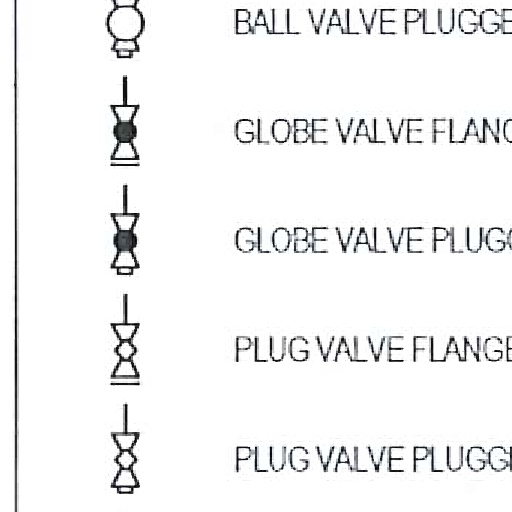 BALL VALVE PLUGGE
GLOBE VALVE FLANG
GLOBE VALVE PLUGG
PLUG VALVE FLANGE
PLUG VALVE PLUGGE